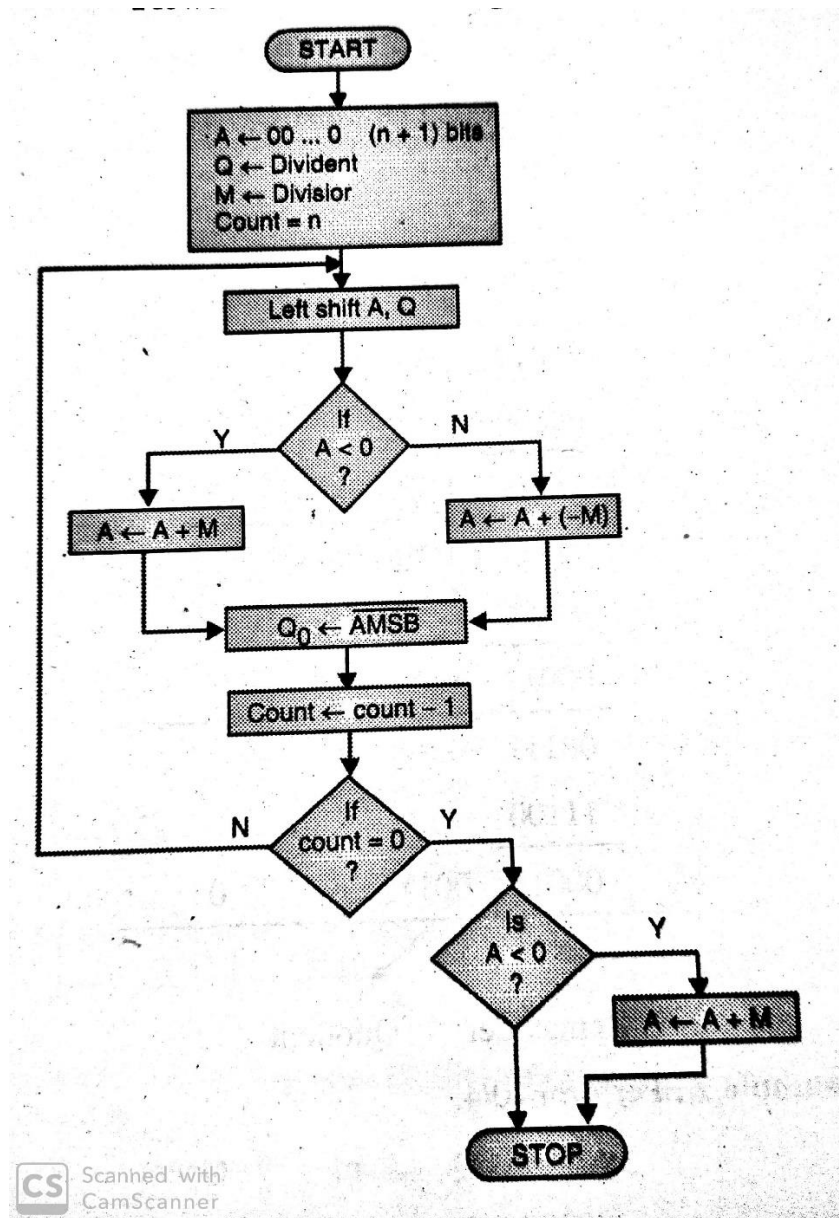 START
A ← 00 ... 0 (n + 1) bits
Q ← Divident
M ← Divisior
Count = n
Left shift A, Q
If
A < 0
?
Y
N
A ← A + M
A ← A + (–M)
Q₀ ← A̅M̅S̅B̅
Count ← count – 1
If
count = 0
?
N
Y
Is
A < 0
?
Y
A ← A + M
STOP
CS Scanned with
CamScanner